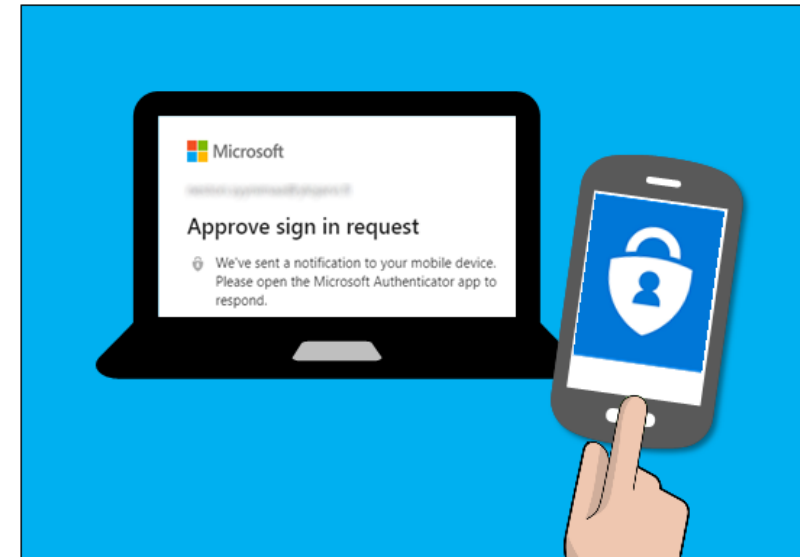 Microsoft
Approve sign in request
We've sent a notification to your mobile device.
Please open the Microsoft Authenticator app to
respond.